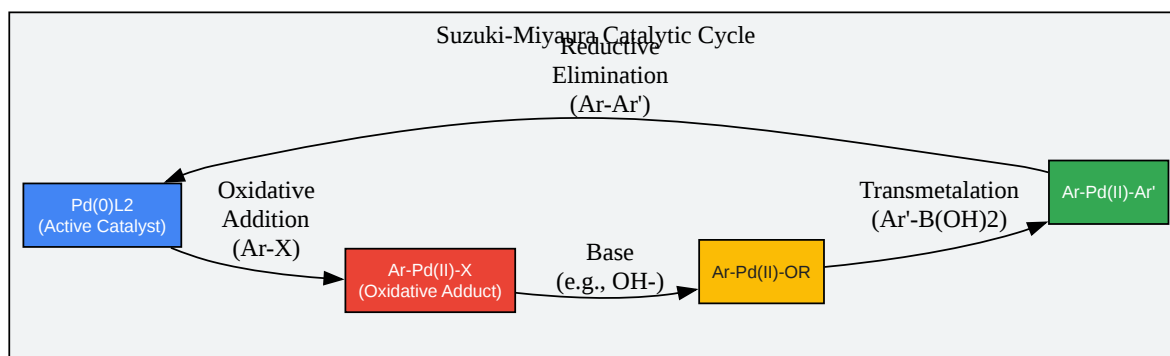 Suzuki-Miyaura Catalytic Cycle
Reductive
Elimination
(Ar-Ar')
Pd(0)L2
(Active Catalyst)
Oxidative
Addition
(Ar-X)
Ar-Pd(II)-X
(Oxidative Adduct)
Base
(e.g., OH-)
Ar-Pd(II)-OR
Transmetalation
(Ar'-B(OH)2)
Ar-Pd(II)-Ar'